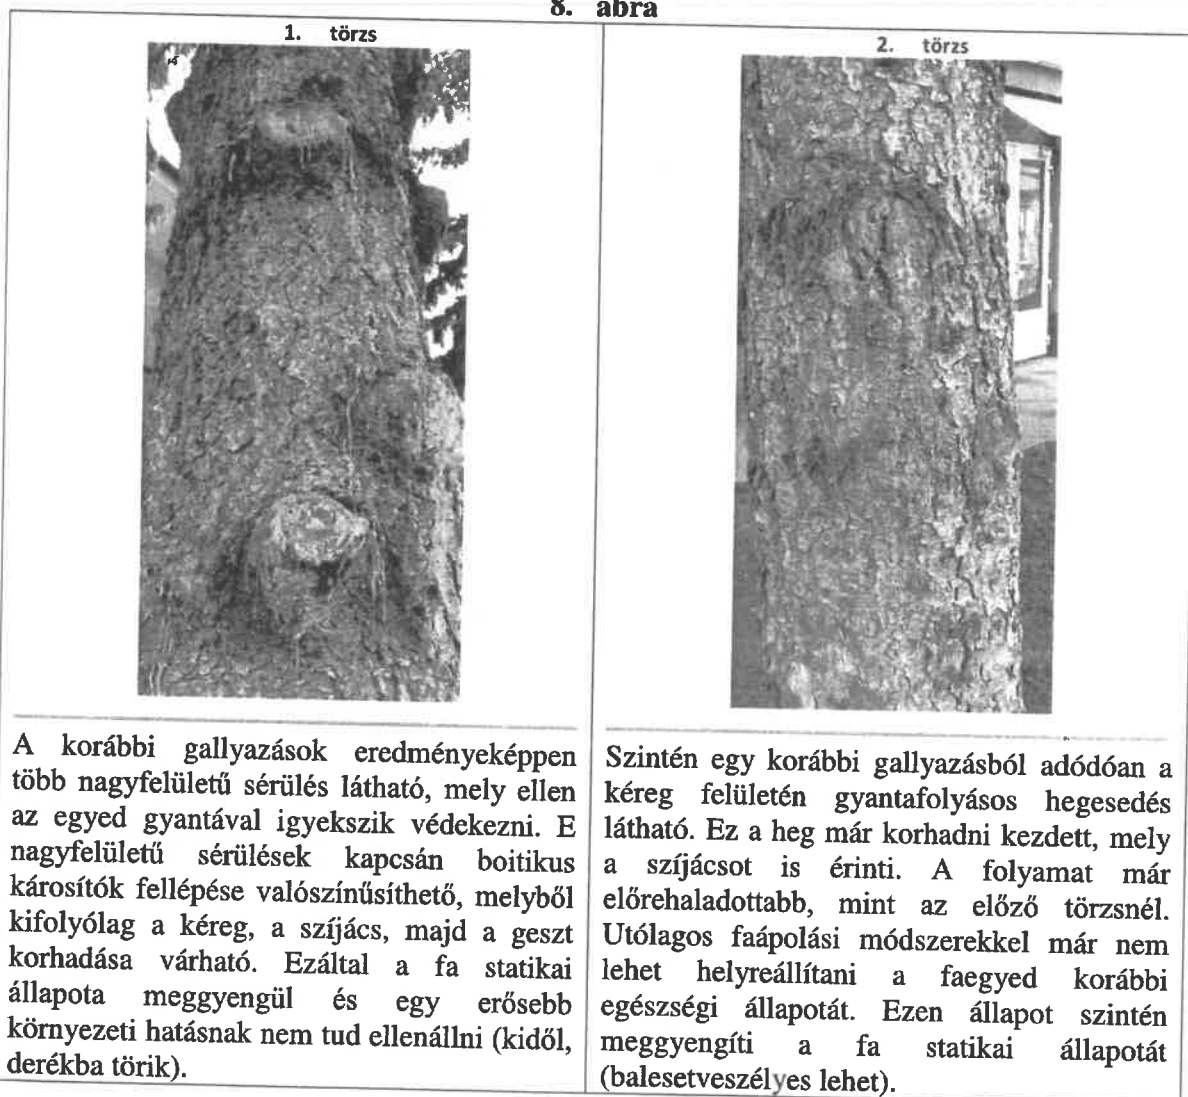 8. ábra
1. törzs
2. törzs
A korábbi gallyazások eredményeképpen
több nagyfelületű sérülés látható, mely ellen
az egyed gyantával igyekszik védekezni. E
nagyfelületű sérülések kapcsán boitikus
károsítók fellépése valószínűsíthető, melyből
kifolyólag a kéreg, a szíjács, majd a geszt
korhadása várható. Ezáltal a fa statikai
állapota meggyengül és egy erősebb
környezeti hatásnak nem tud ellenállni (kidől,
derékba törik).
Szintén egy korábbi gallyazásból adódóan a
kéreg felületén gyantafolyásos hegesedés
látható. Ez a heg már korhadni kezdett, mely
a szíjácsot is érinti. A folyamat már
előrehaladottabb, mint az előző törzsnél.
Utólagos faápolási módszerekkel már nem
lehet helyreállítani a faegyed korábbi
egészségi állapotát. Ezen állapot szintén
meggyengíti a fa statikai állapotát
(balesetveszélyes lehet).